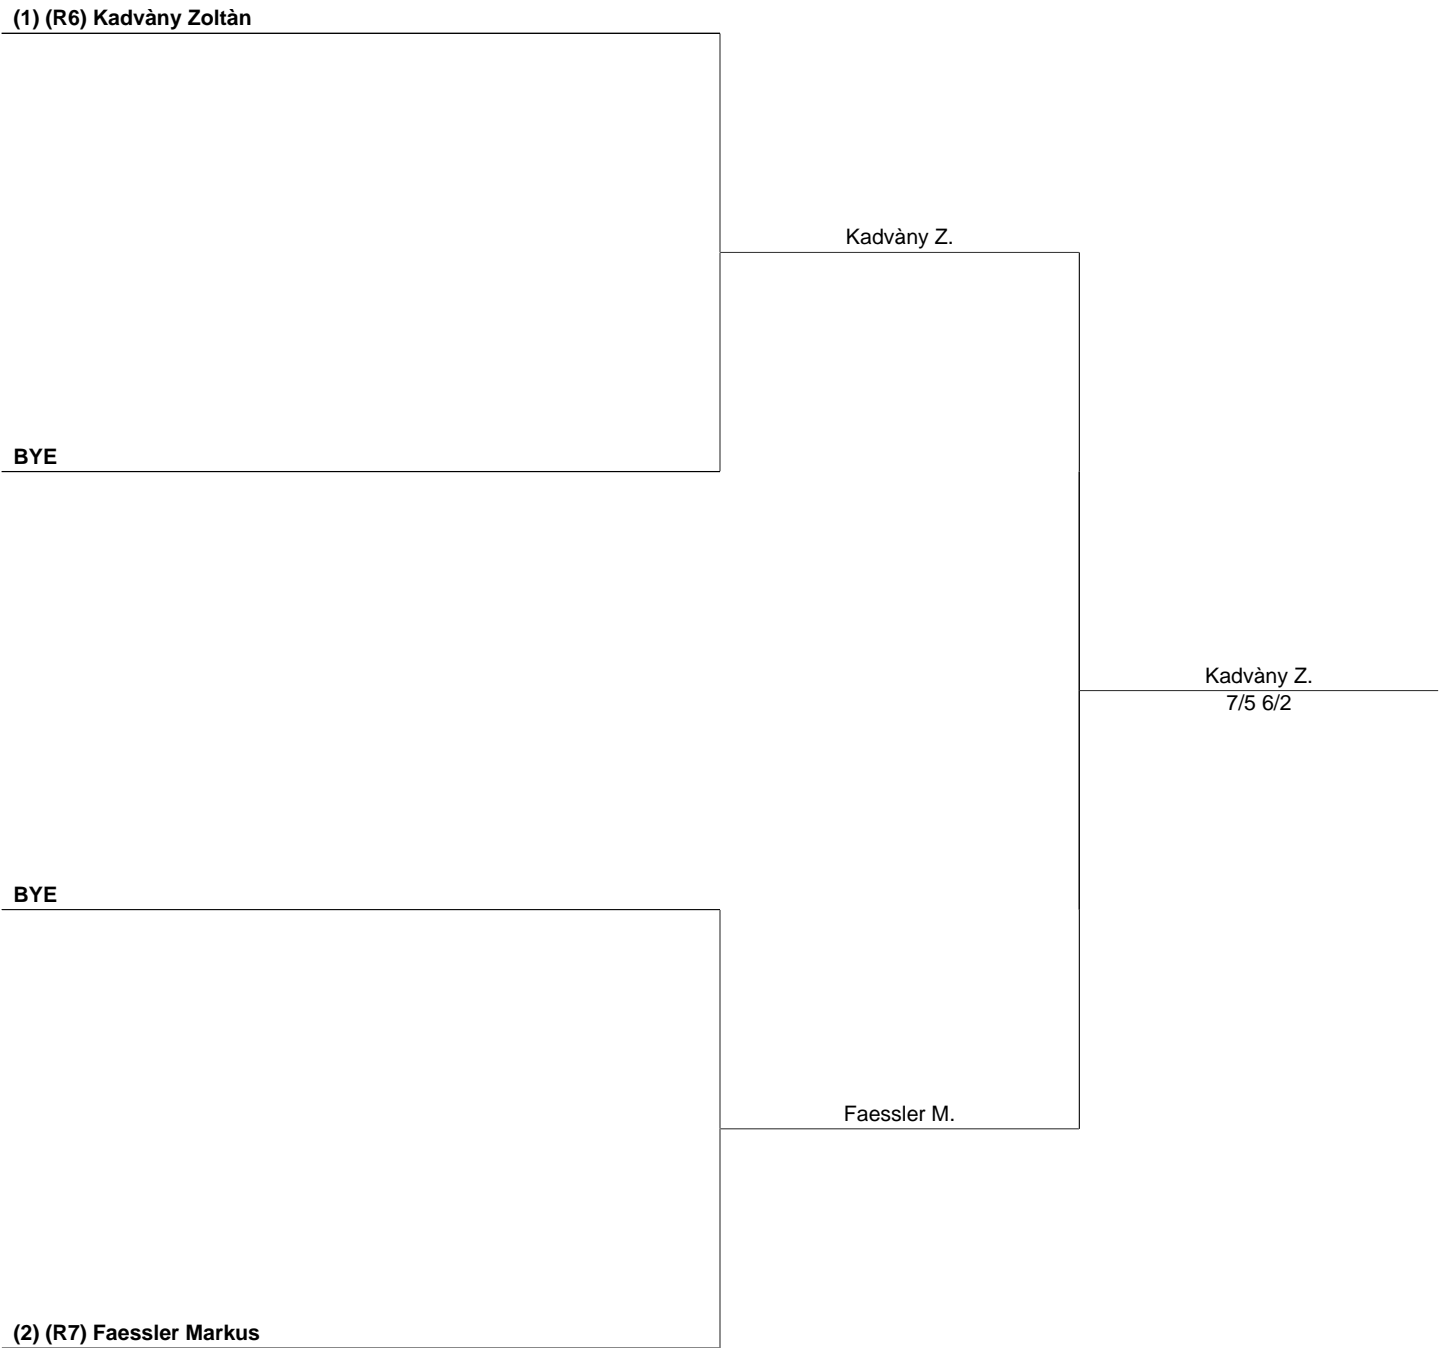 (1) (R6) Kadvàny Zoltàn
Kadvàny Z.
BYE
Kadvàny Z.
7/5 6/2
BYE
Faessler M.
(2) (R7) Faessler Markus